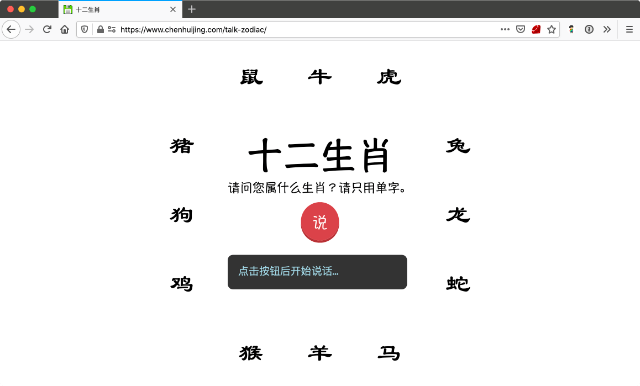 十二生肖
https://www.chenhuijing.com/talk-zodiac/
鼠 牛 虎
猪 兔
十二生肖
请问您属什么生肖？请只用单字。
狗 龙
说
点击按钮后开始说话...
鸡 蛇
猴 羊 马